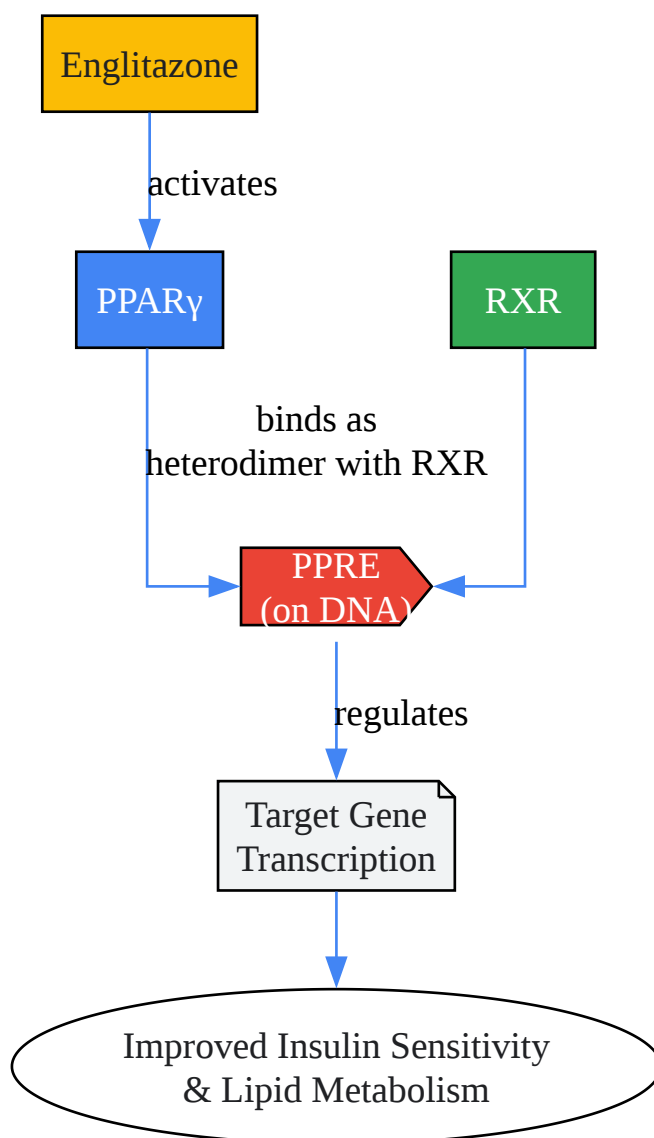 Englitazone
activates
PPARγ
RXR
binds as
heterodimer with RXR
PPRE
(on DNA)
regulates
Target Gene
Transcription
Improved Insulin Sensitivity
& Lipid Metabolism